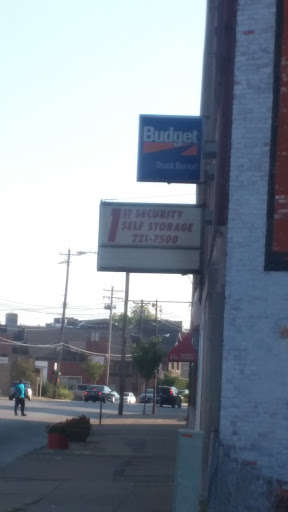 Budget
Truck Rental
1ST SECURITY
SELF STORAGE
221-7500